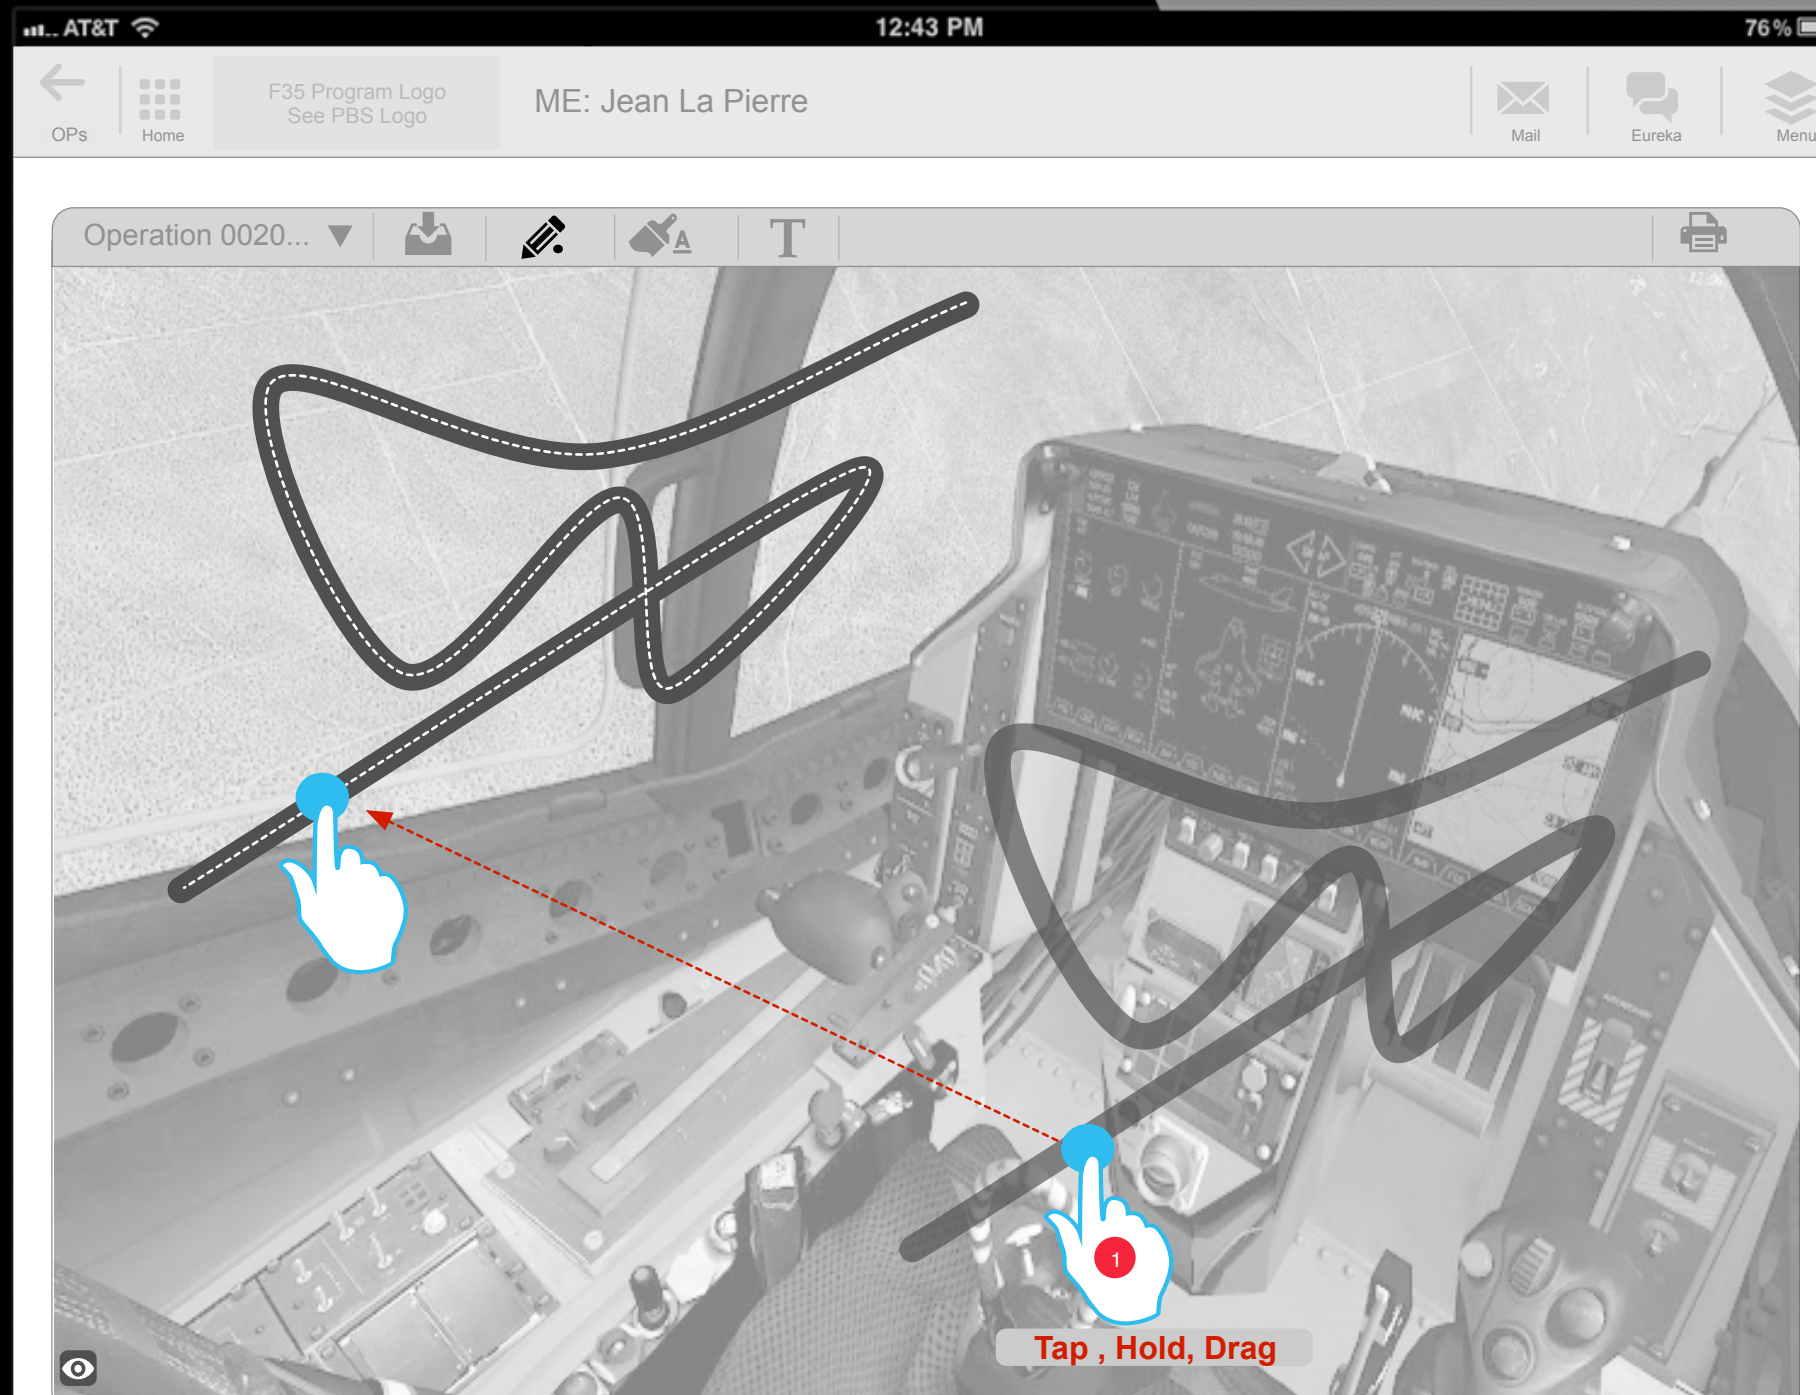 AT&T
12:43 PM
76%
OPs
Home
F35 Program Logo
See PBS Logo
ME: Jean La Pierre
Mail
Eureka
Menu
Operation 0020...
A
T
MENU
1
Tap , Hold, Drag